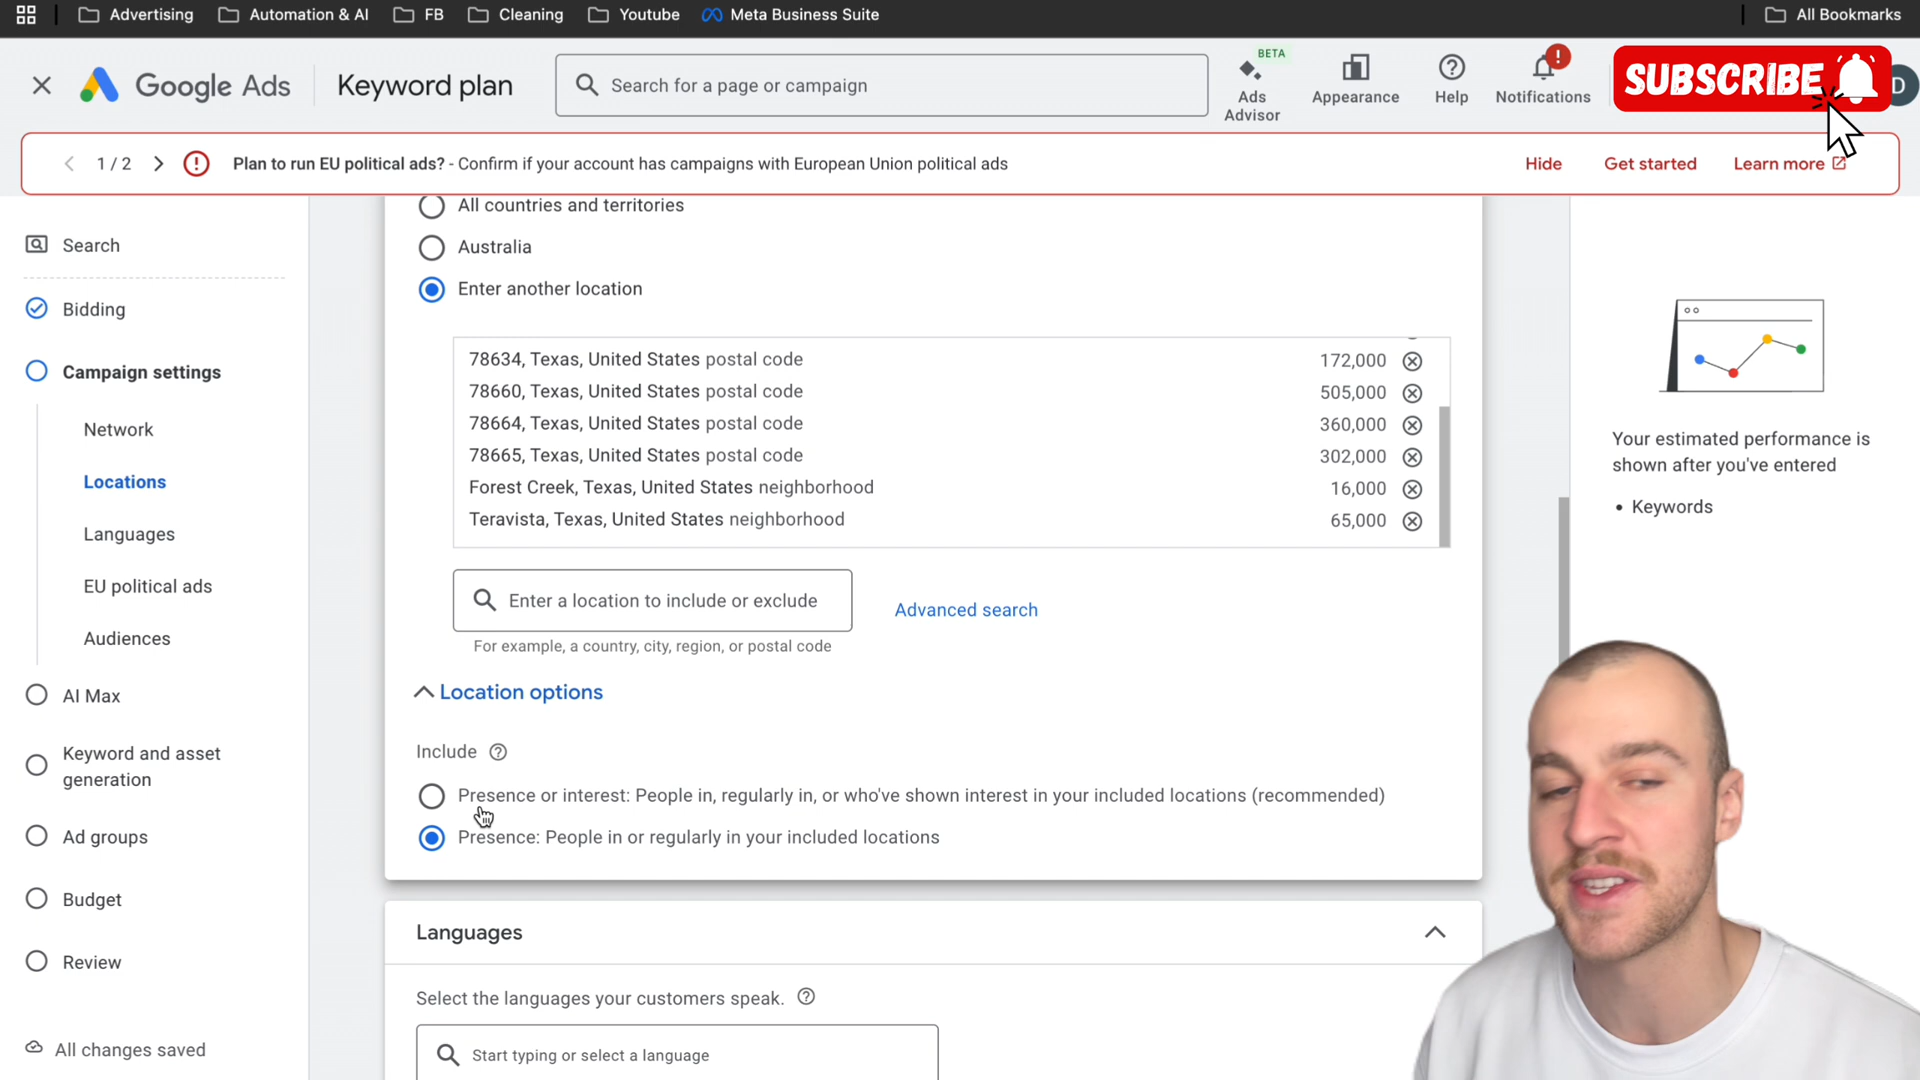 Advertising
Automation & AI
FB
Cleaning
Youtube
Meta Business Suite
All Bookmarks
Google Ads
Keyword plan
Search for a page or campaign
BETA
Ads
Advisor
Appearance
Help
Notifications
SUBSCRIBE
D
1 / 2
Plan to run EU political ads? - Confirm if your account has campaigns with European Union political ads
Hide
Get started
Learn more
Search
Bidding
Campaign settings
Network
Locations
Languages
EU political ads
Audiences
AI Max
Keyword and asset
generation
Ad groups
Budget
Review
All changes saved
All countries and territories
Australia
Enter another location
78634, Texas, United States postal code 172,000
78660, Texas, United States postal code 505,000
78664, Texas, United States postal code 360,000
78665, Texas, United States postal code 302,000
Forest Creek, Texas, United States neighborhood 16,000
Teravista, Texas, United States neighborhood 65,000
Enter a location to include or exclude
Advanced search
For example, a country, city, region, or postal code
Location options
Include
Presence or interest: People in, regularly in, or who've shown interest in your included locations (recommended)
Presence: People in or regularly in your included locations
Languages
Select the languages your customers speak.
Start typing or select a language
Your estimated performance is
shown after you've entered
• Keywords